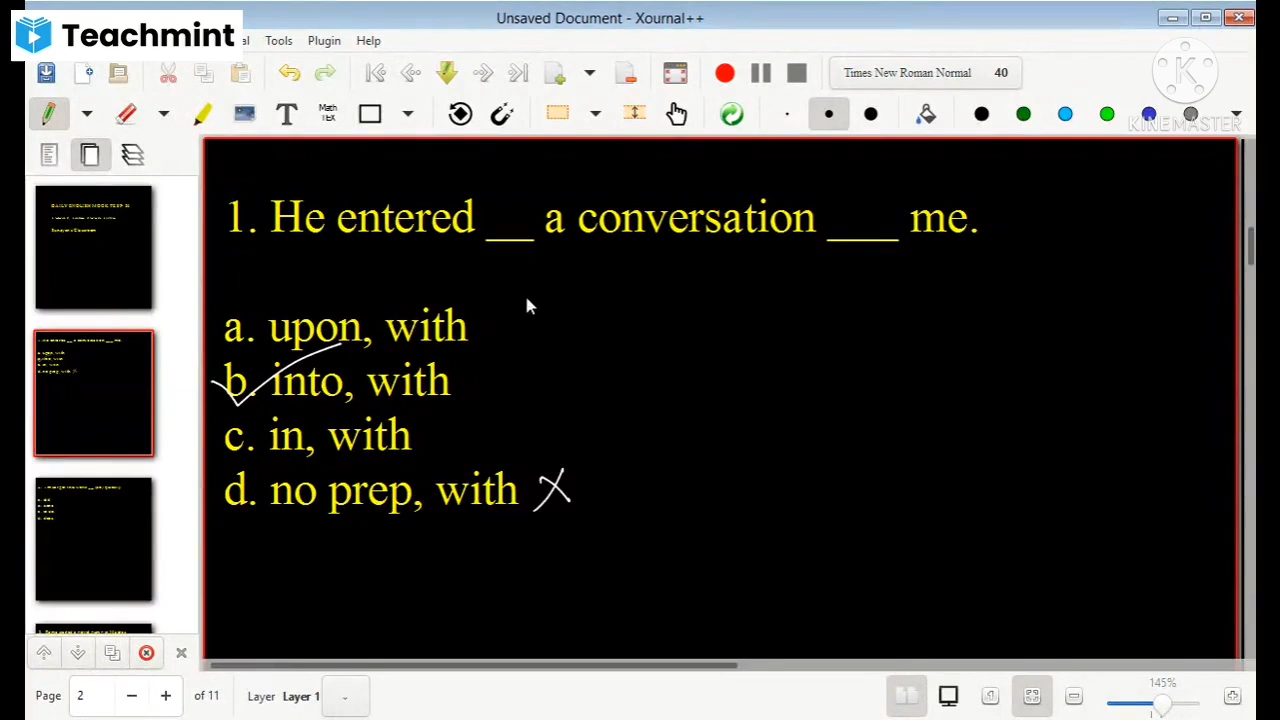 Unsaved Document - Xournal++
Teachmint
Tools Plugin Help
Times New Roman Normal 40
Math
TEX
K
KINEMASTER
1. He entered __ a conversation ___ me.
a. upon, with
b. into, with
c. in, with
d. no prep, with
Page 2 of 11 Layer Layer 1
145%